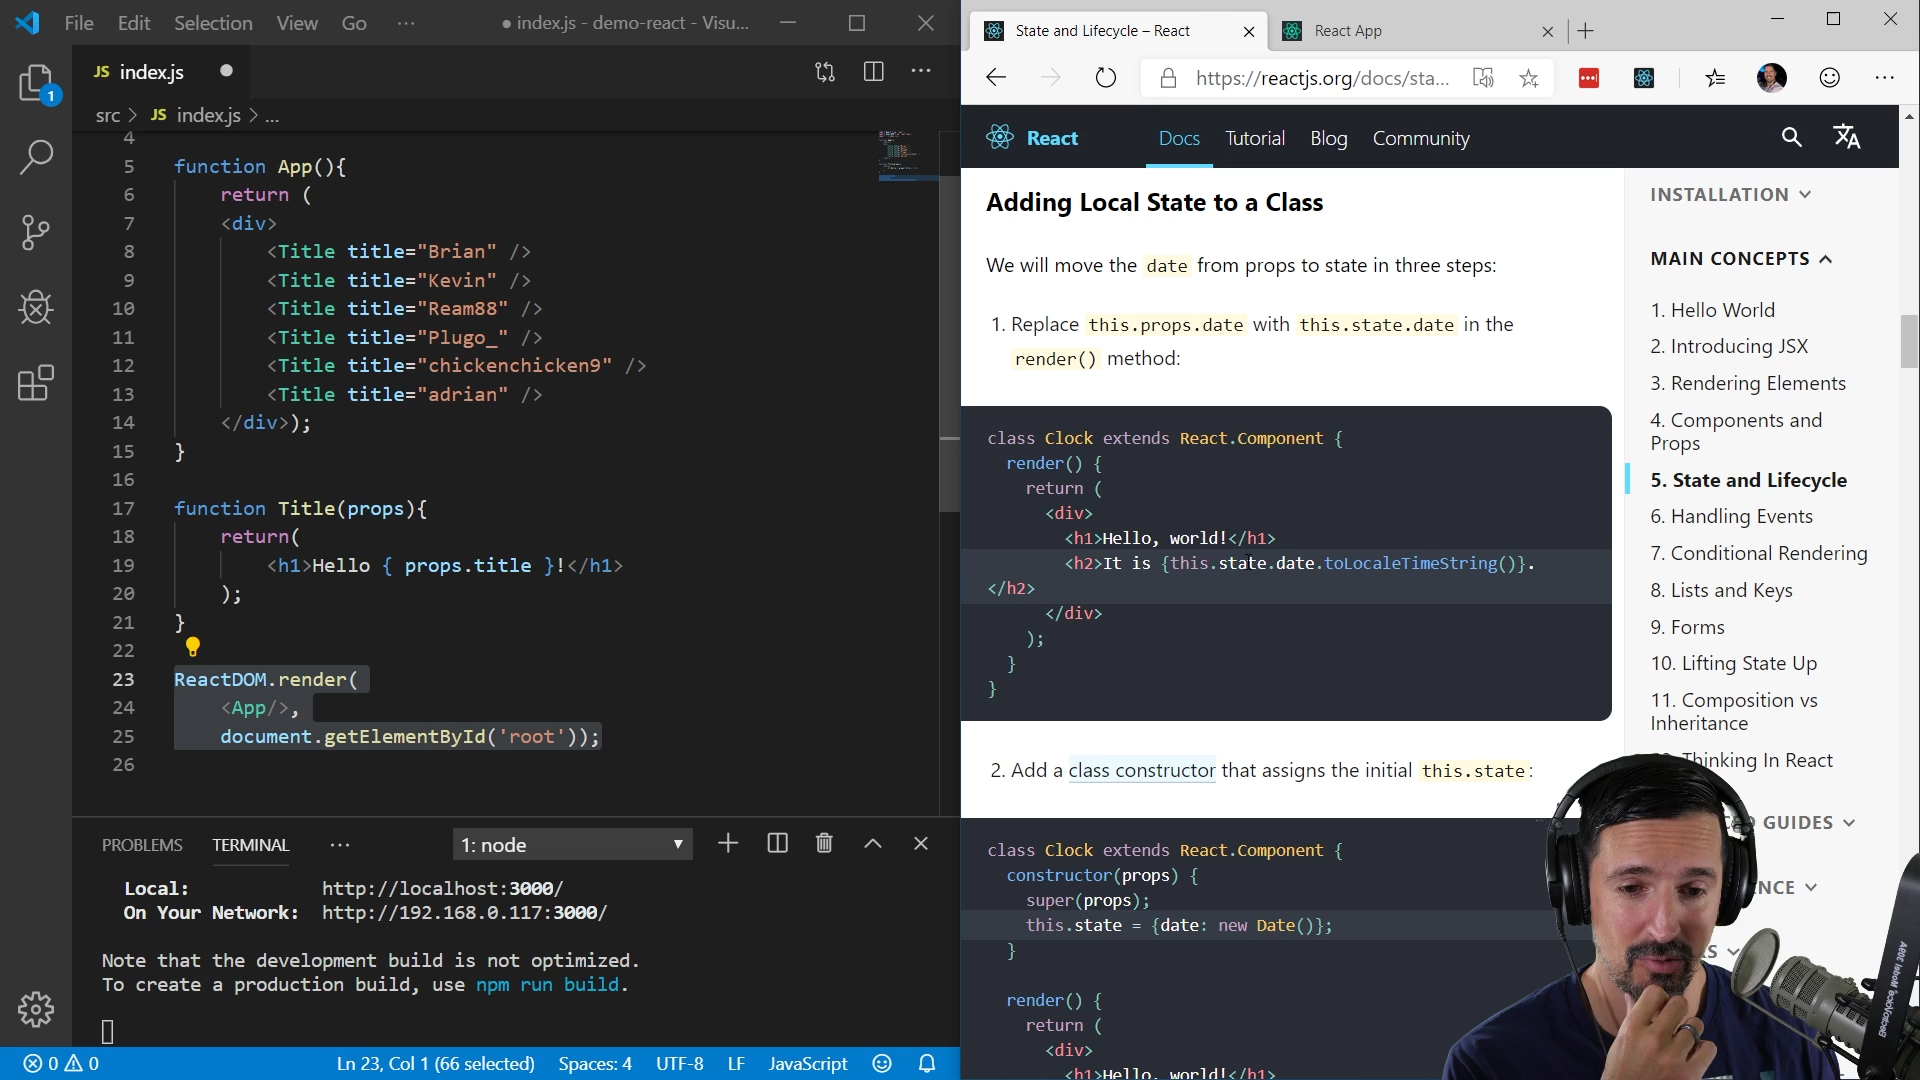 File Edit Selection View Go ··· ● index.js - demo-react - Visu...
JS index.js
src > JS index.js > ...
4
5 function App(){
6 return (
7 <div>
8 <Title title="Brian" />
9 <Title title="Kevin" />
10 <Title title="Ream88" />
11 <Title title="Plugo_" />
12 <Title title="chickenchicken9" />
13 <Title title="adrian" />
14 </div>);
15 }
16
17 function Title(props){
18 return(
19 <h1>Hello { props.title }!</h1>
20 );
21 }
22
23 ReactDOM.render(
24 <App/>,
25 document.getElementById('root'));
26
1
PROBLEMS TERMINAL ··· 1: node
Local: http://localhost:3000/
On Your Network: http://192.168.0.117:3000/
Note that the development build is not optimized.
To create a production build, use npm run build.
0 0 Ln 23, Col 1 (66 selected) Spaces: 4 UTF-8 LF JavaScript
State and Lifecycle – React React App
https://reactjs.org/docs/sta...
React Docs Tutorial Blog Community
Adding Local State to a Class
We will move the date from props to state in three steps:
1. Replace this.props.date with this.state.date in the
render() method:
class Clock extends React.Component {
render() {
return (
<div>
<h1>Hello, world!</h1>
<h2>It is {this.state.date.toLocaleTimeString()}.
</h2>
</div>
);
}
}
2. Add a class constructor that assigns the initial this.state:
class Clock extends React.Component {
constructor(props) {
super(props);
this.state = {date: new Date()};
}
render() {
return (
<div>
<h1>Hello, world!</h1>
INSTALLATION
MAIN CONCEPTS
1. Hello World
2. Introducing JSX
3. Rendering Elements
4. Components and
Props
5. State and Lifecycle
6. Handling Events
7. Conditional Rendering
8. Lists and Keys
9. Forms
10. Lifting State Up
11. Composition vs
Inheritance
Thinking In React
GUIDES